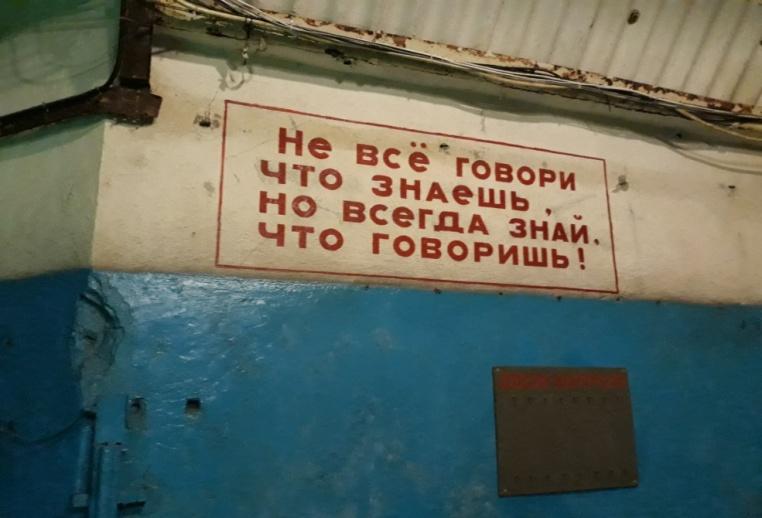 Не всё говори
что знаешь,
но всегда знай,
что говоришь!